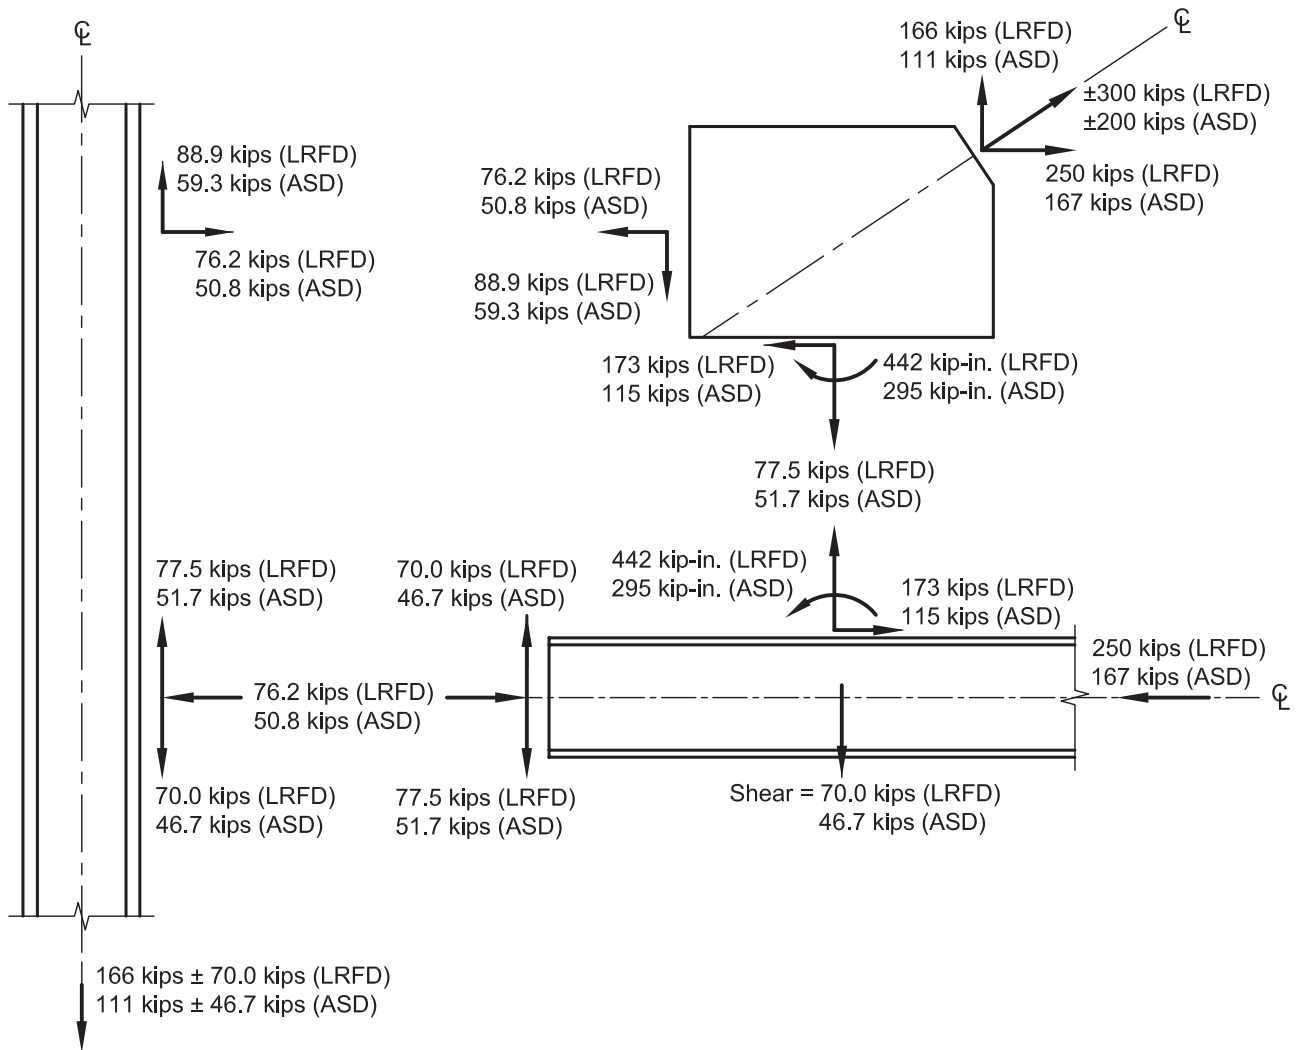 ℄
166 kips (LRFD)
111 kips (ASD)
℄
±300 kips (LRFD)
±200 kips (ASD)
250 kips (LRFD)
167 kips (ASD)
88.9 kips (LRFD)
59.3 kips (ASD)
76.2 kips (LRFD)
50.8 kips (ASD)
76.2 kips (LRFD)
50.8 kips (ASD)
88.9 kips (LRFD)
59.3 kips (ASD)
173 kips (LRFD)
115 kips (ASD)
442 kip-in. (LRFD)
295 kip-in. (ASD)
77.5 kips (LRFD)
51.7 kips (ASD)
77.5 kips (LRFD)
51.7 kips (ASD)
70.0 kips (LRFD)
46.7 kips (ASD)
442 kip-in. (LRFD)
295 kip-in. (ASD)
173 kips (LRFD)
115 kips (ASD)
250 kips (LRFD)
167 kips (ASD)
℄
76.2 kips (LRFD)
50.8 kips (ASD)
70.0 kips (LRFD)
46.7 kips (ASD)
77.5 kips (LRFD)
51.7 kips (ASD)
Shear = 70.0 kips (LRFD)
46.7 kips (ASD)
166 kips ± 70.0 kips (LRFD)
111 kips ± 46.7 kips (ASD)